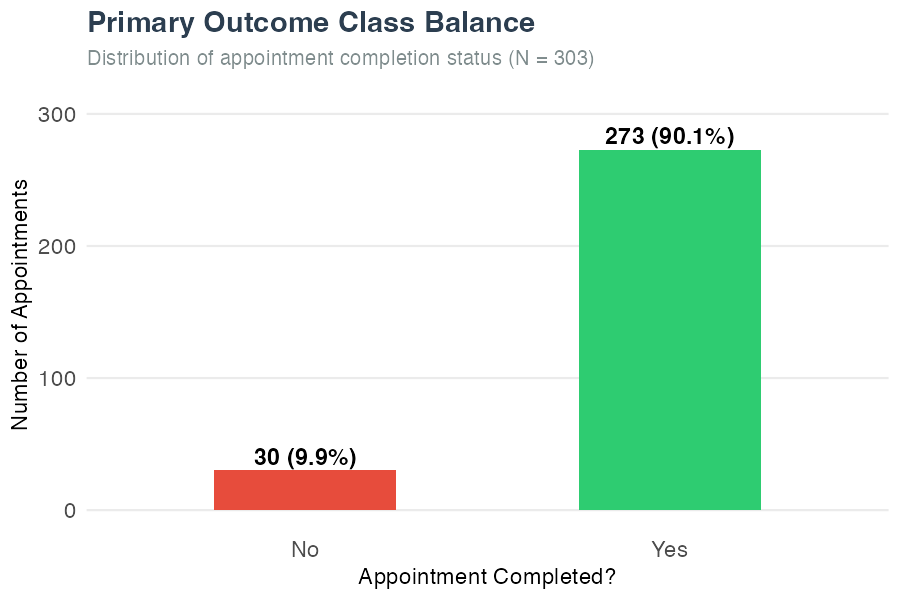 Primary Outcome Class Balance
Distribution of appointment completion status (N = 303)
Number of Appointments
300
200
100
0
273 (90.1%)
30 (9.9%)
No
Yes
Appointment Completed?